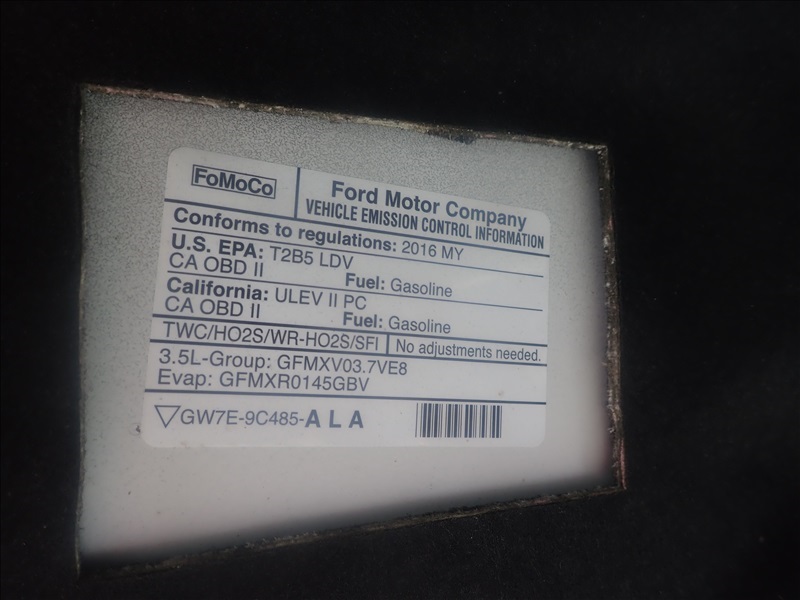 FoMoCo
Ford Motor Company
VEHICLE EMISSION CONTROL INFORMATION
Conforms to regulations: 2016 MY
U.S. EPA: T2B5 LDV
CA OBD II Fuel: Gasoline
California: ULEV II PC
CA OBD II Fuel: Gasoline
TWC/HO2S/WR-HO2S/SFI No adjustments needed.
3.5L-Group: GFMXV03.7VE8
Evap: GFMXR0145GBV
GW7E-9C485-ALA